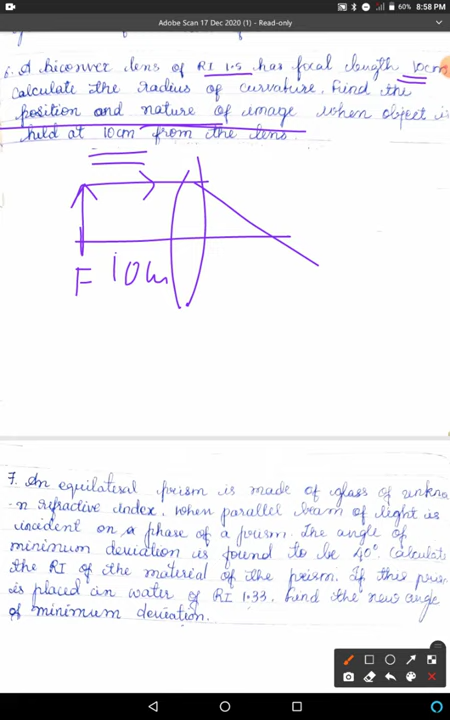 60% 8:58 PM
Adobe Scan 17 Dec 2020 (1) - Read-only
6. A biconvex lens of RI 1.5 has focal length 10cm
Calculate the radius of curvature. Find the
position and nature of image when object is
held at 10cm from the lens.
F 10cm
7. An equilateral prism is made of glass of unkno
-n refractive index. When parallel beam of light is
incident on a phase of a prism. The angle of
minimum deviation is found to be 40°. Calculate
the RI of the material of the prism. If this pris
is placed in water of RI 1.33. Find the new angle
of minimum deviation.